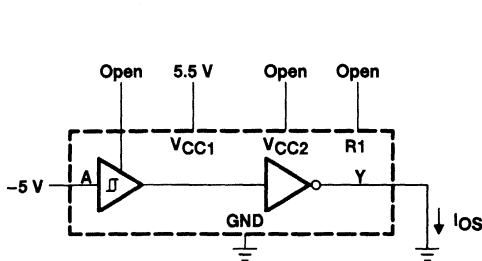 Open 5.5 V Open Open
VCC1 VCC2 R1
-5 V A Y
GND
IOS